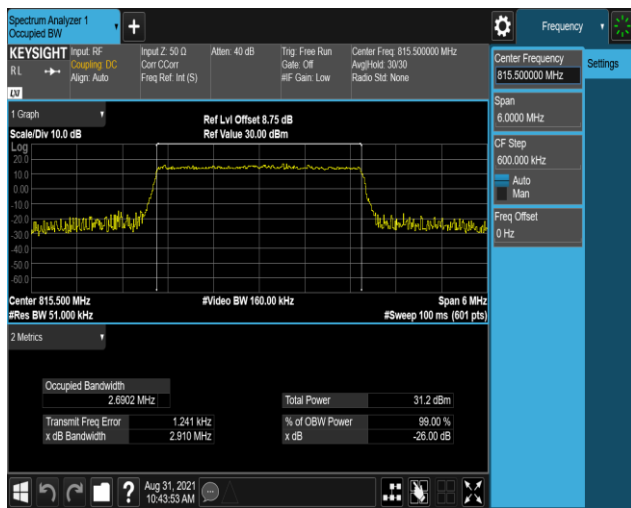 Spectrum Analyzer 1
Occupied BW
Frequency
KEYSIGHT
Input: RF
Coupling: DC
Align: Auto
Input Z: 50 Ω
Corr CCorr
Freq Ref: Int (S)
Atten: 40 dB
Trig: Free Run
Gate: Off
#IF Gain: Low
Center Freq: 815.500000 MHz
Avg|Hold: 30/30
Radio Std: None
R L
LXI
Center Frequency
815.500000 MHz
Settings
Span
6.0000 MHz
CF Step
600.000 kHz
Auto
Man
Freq Offset
0 Hz
1 Graph
Scale/Div 10.0 dB
Ref Lvl Offset 8.75 dB
Ref Value 30.00 dBm
Log
20.0
10.0
0.00
-10.0
-20.0
-30.0
-40.0
-50.0
-60.0
Center 815.500 MHz
#Res BW 51.000 kHz
#Video BW 160.00 kHz
Span 6 MHz
#Sweep 100 ms (601 pts)
2 Metrics
Occupied Bandwidth
2.6902 MHz
Total Power 31.2 dBm
Transmit Freq Error 1.241 kHz
% of OBW Power 99.00 %
x dB Bandwidth 2.910 MHz
x dB -26.00 dB
Aug 31, 2021
10:43:53 AM